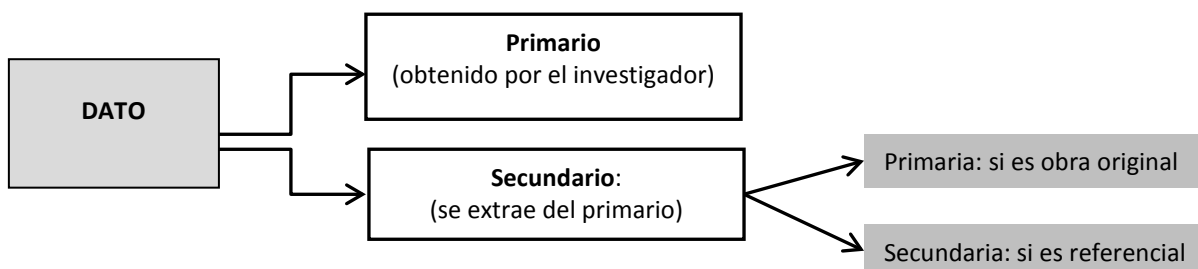 DATO
Primario
(obtenido por el investigador)
Secundario:
(se extrae del primario)
Primaria: si es obra original
Secundaria: si es referencial